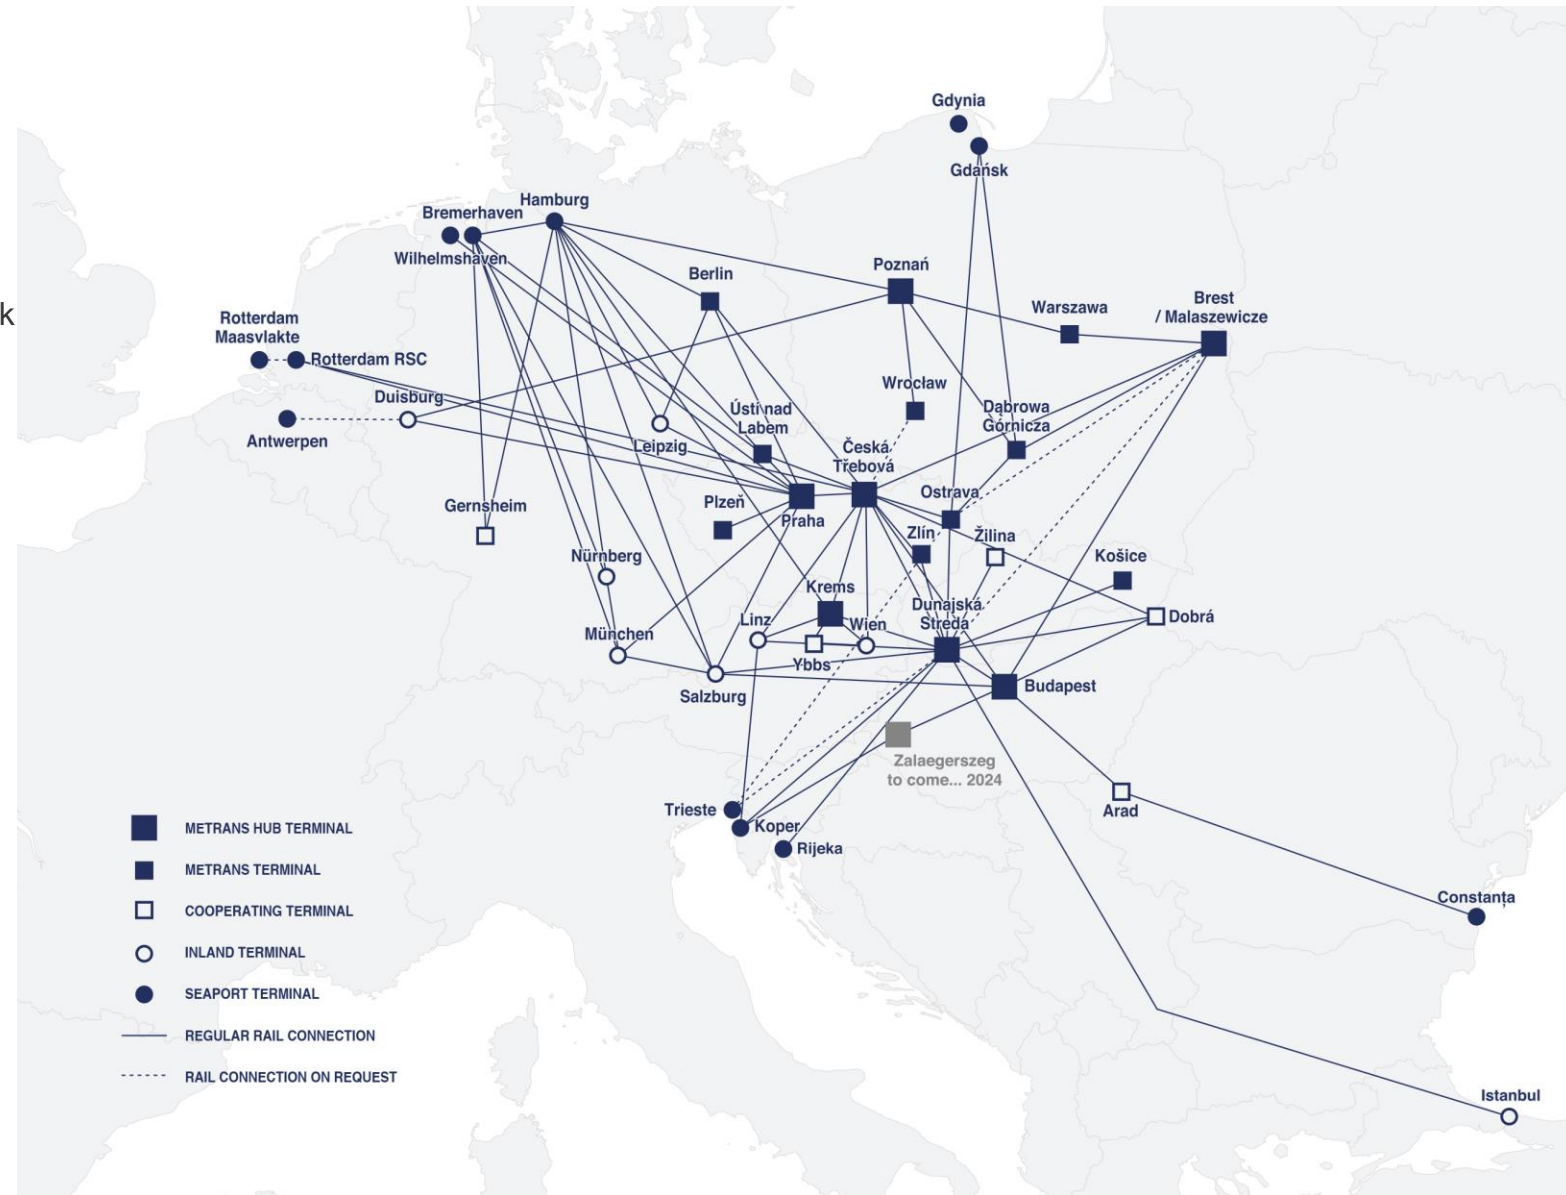 k
Gdynia
Gdańsk
Hamburg
Bremerhaven
Wilhelmshaven
Berlin
Poznań
Warszawa
Brest
/ Malaszewicze
Rotterdam
Maasvlakte
Rotterdam RSC
Duisburg
Antwerpen
Wrocław
Dąbrowa
Górnicza
Ústí nad
Labem
Leipzig
Česká
Třebová
Ostrava
Gernsheim
Plzeň
Praha
Zlín
Žilina
Košice
Nürnberg
Krems
Dunajská
Streda
Dobrá
Linz
Wien
München
Ybbs
Salzburg
Budapest
Zalaegerszeg
to come... 2024
Trieste
Koper
Rijeka
Arad
Constanța
Istanbul
METRANS HUB TERMINAL
METRANS TERMINAL
COOPERATING TERMINAL
INLAND TERMINAL
SEAPORT TERMINAL
REGULAR RAIL CONNECTION
RAIL CONNECTION ON REQUEST